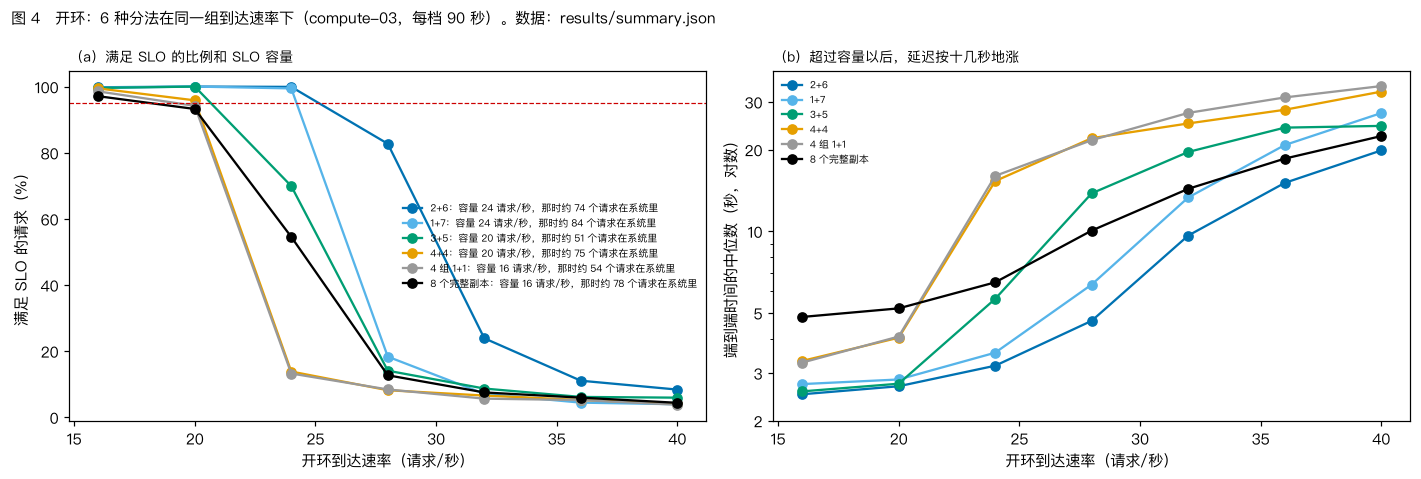 图 4　开环：6 种分法在同一组到达速率下（compute-03，每档 90 秒）。数据：results/summary.json
（a）满足 SLO 的比例和 SLO 容量
满足 SLO 的请求（%）
100
80
60
40
20
0
2+6：容量 24 请求/秒，那时约 74 个请求在系统里
1+7：容量 24 请求/秒，那时约 84 个请求在系统里
3+5：容量 20 请求/秒，那时约 51 个请求在系统里
4+4：容量 20 请求/秒，那时约 75 个请求在系统里
4 组 1+1：容量 16 请求/秒，那时约 54 个请求在系统里
8 个完整副本：容量 16 请求/秒，那时约 78 个请求在系统里
15 20 25 30 35 40
开环到达速率（请求/秒）
（b）超过容量以后，延迟按十几秒地涨
端到端时间的中位数（秒，对数）
30
20
10
5
3
2
2+6
1+7
3+5
4+4
4 组 1+1
8 个完整副本
15 20 25 30 35 40
开环到达速率（请求/秒）